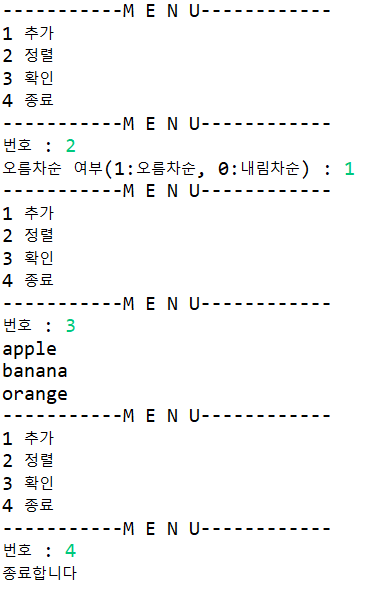 -----------M E N U------------
1 추가
2 정렬
3 확인
4 종료
-----------M E N U------------
번호 : 2
오름차순 여부(1:오름차순, 0:내림차순) : 1
-----------M E N U------------
1 추가
2 정렬
3 확인
4 종료
-----------M E N U------------
번호 : 3
apple
banana
orange
-----------M E N U------------
1 추가
2 정렬
3 확인
4 종료
-----------M E N U------------
번호 : 4
종료합니다